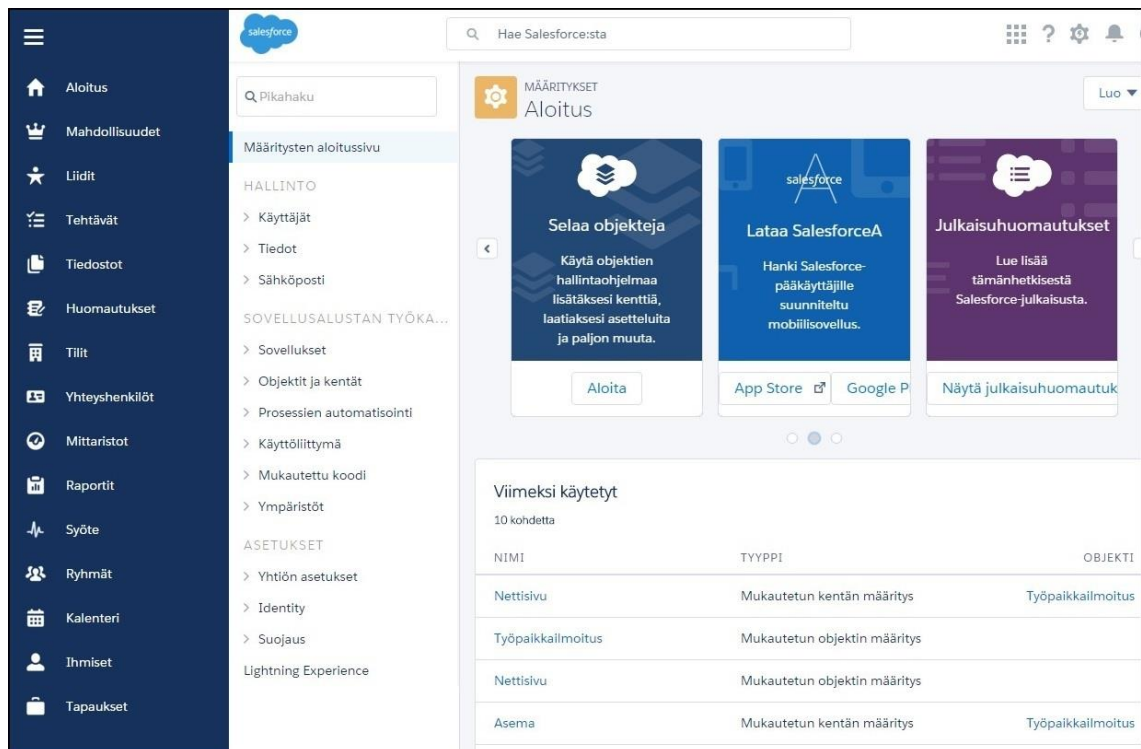 salesforce
Hae Salesforce:sta
Aloitus
Mahdollisuudet
Liidit
Tehtävät
Tiedostot
Huomautukset
Tilit
Yhteyshenkilöt
Mittaristot
Raportit
Syöte
Ryhmät
Kalenteri
Ihmiset
Tapaukset
Pikahaku
Määritysten aloitussivu
HALLINTO
Käyttäjät
Tiedot
Sähköposti
SOVELLUSALUSTAN TYÖKA...
Sovellukset
Objektit ja kentät
Prosessien automatisointi
Käyttöliittymä
Mukautettu koodi
Ympäristöt
ASETUKSET
Yhtiön asetukset
Identity
Suojaus
Lightning Experience
MÄÄRITYKSET
Aloitus
Luo
Selaa objekteja
Käytä objektien
hallintaohjelmaa
lisätäksesi kenttiä,
laatiaksesi asetteluita
ja paljon muuta.
Aloita
salesforce A
Lataa SalesforceA
Hanki Salesforce-
pääkäyttäjille
suunniteltu
mobiilisovellus.
App Store Google P
Julkaisuhuomautukset
Lue lisää
tämänhetkisestä
Salesforce-julkaisusta.
Näytä julkaisuhuomautuk
Viimeksi käytetyt
10 kohdetta
NIMI TYYPPI OBJEKTI
Nettisivu Mukautetun kentän määritys Työpaikkailmoitus
Työpaikkailmoitus Mukautetun objektin määritys
Nettisivu Mukautetun objektin määritys
Asema Mukautetun kentän määritys Työpaikkailmoitus